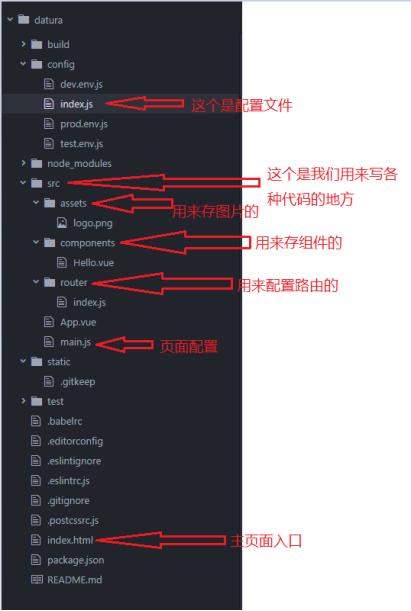 datura
build
config
dev.env.js
index.js
这个是配置文件
prod.env.js
test.env.js
node_modules
src
这个是我们用来写各
种代码的地方
assets
用来存图片的
logo.png
components
用来存组件的
Hello.vue
router
用来配置路由的
index.js
App.vue
main.js
页面配置
static
.gitkeep
test
.babelrc
.editorconfig
.eslintignore
.eslintrc.js
.gitignore
.postcssrc.js
index.html
主页面入口
package.json
README.md